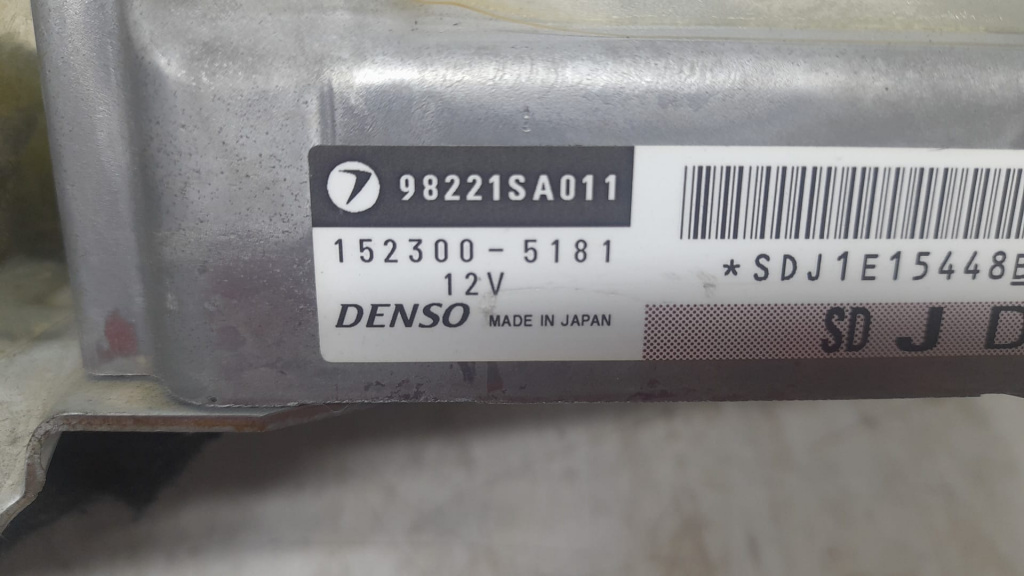 98221SA011
152300-5181
12V
DENSO MADE IN JAPAN
*SDJ1E15448
SD J D